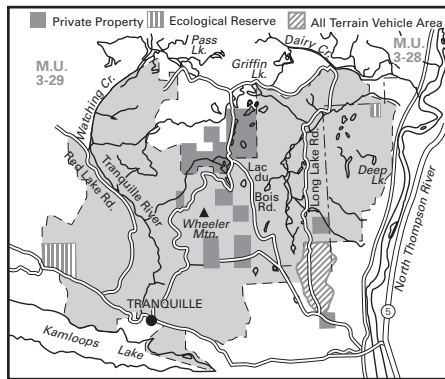 Private Property
Ecological Reserve
All Terrain Vehicle Area
M.U.
3-29
Pass
Lk.
Griffin
Lk.
Dairy Cr.
M.U.
3-28
Watching Cr.
Red Lake Rd.
Tranquille River
Lac
du
Bois
Rd.
Long Lake Rd.
Deep
Lk.
Wheeler
Mtn.
North Thompson River
TRANQUILLE
5
Kamloops Lake